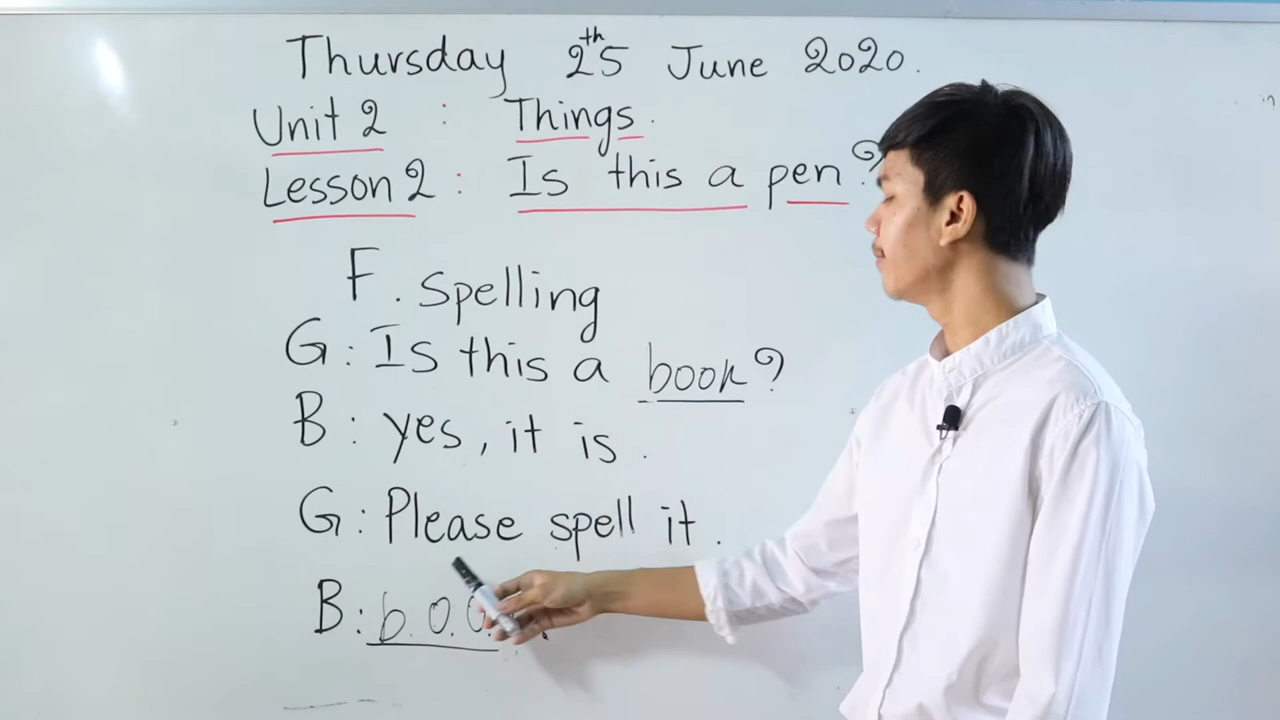 Thursday 25th June 2020.
Unit 2 : Things.
Lesson 2 : Is this a pen?
F. Spelling
G: Is this a book?
B: yes, it is.
G: Please spell it.
B: b.o.o.